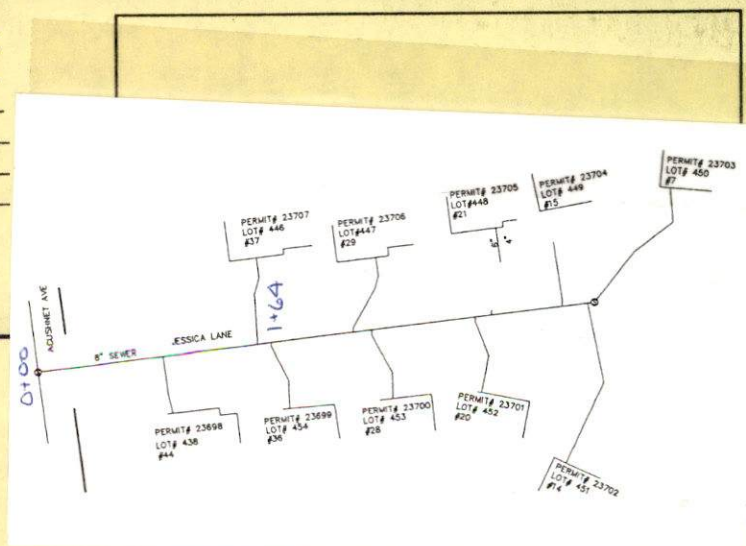 PERMIT# 23703
LOT# 450
#7
PERMIT# 23704
LOT# 449
#15
PERMIT# 23705
LOT#448
#21
6"
4"
PERMIT# 23706
LOT#447
#29
PERMIT# 23707
LOT# 446
#37
1+64
ACUSHNET AVE
0+00
8" SEWER
JESSICA LANE
PERMIT# 23698
LOT# 438
#44
PERMIT# 23699
LOT# 454
#36
PERMIT# 23700
LOT# 453
#28
PERMIT# 23701
LOT# 452
#20
PERMIT# 23702
LOT# 451
#14